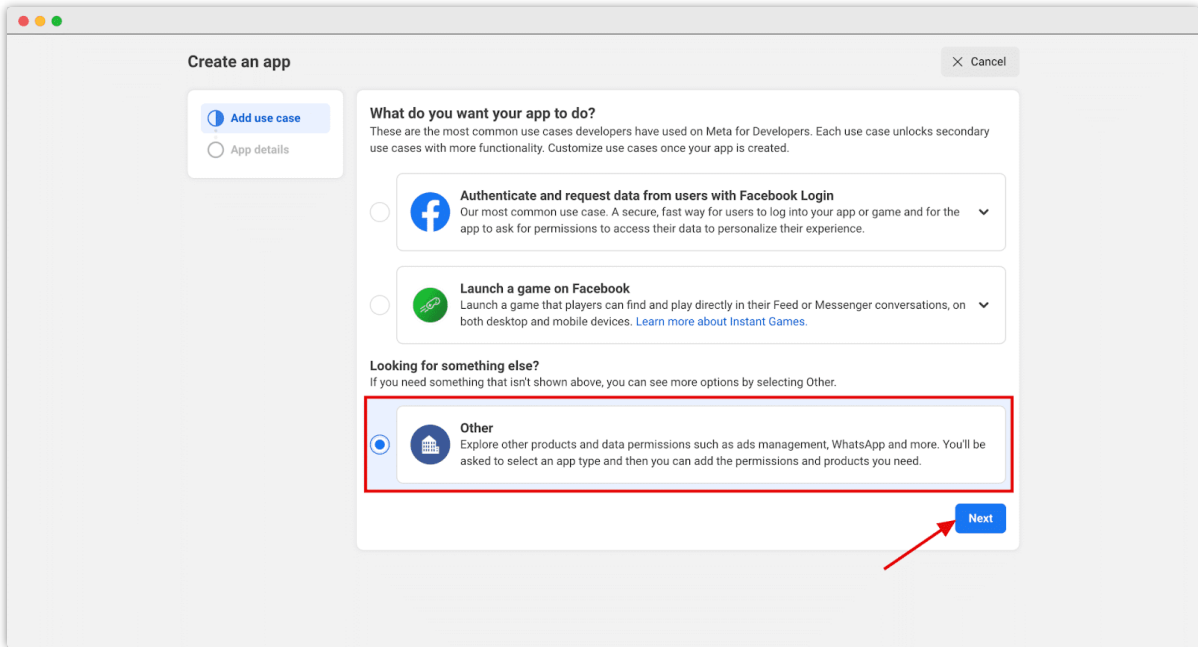 Create an app
Cancel
Add use case
App details
What do you want your app to do?
These are the most common use cases developers have used on Meta for Developers. Each use case unlocks secondary
use cases with more functionality. Customize use cases once your app is created.
Authenticate and request data from users with Facebook Login
Our most common use case. A secure, fast way for users to log into your app or game and for the
app to ask for permissions to access their data to personalize their experience.
Launch a game on Facebook
Launch a game that players can find and play directly in their Feed or Messenger conversations, on
both desktop and mobile devices. Learn more about Instant Games.
Looking for something else?
If you need something that isn't shown above, you can see more options by selecting Other.
Other
Explore other products and data permissions such as ads management, WhatsApp and more. You'll be
asked to select an app type and then you can add the permissions and products you need.
Next